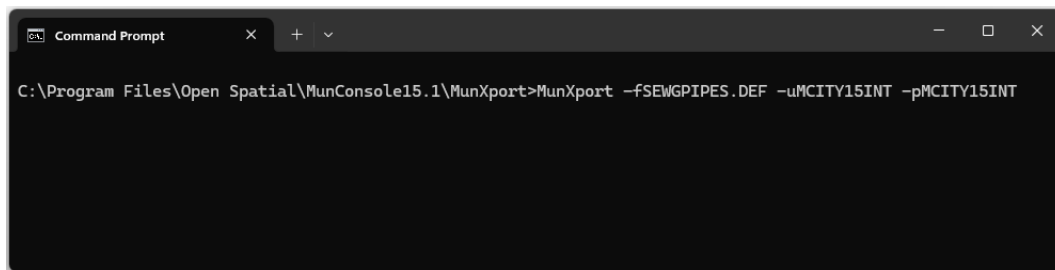 Command Prompt
C:\Program Files\Open Spatial\MunConsole15.1\MunXport>MunXport -fSEWGPIPES.DEF -uMCITY15INT -pMCITY15INT